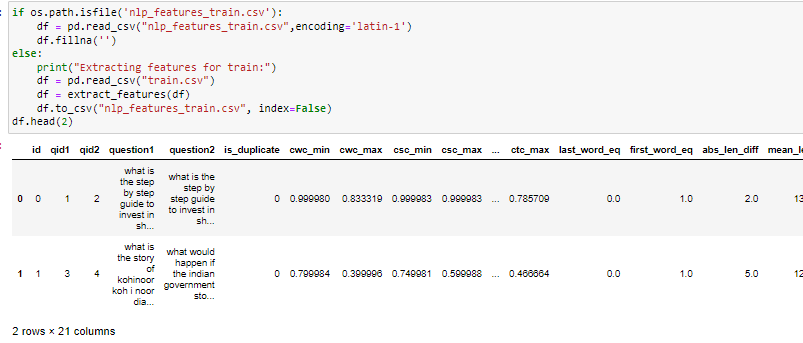 if os.path.isfile('nlp_features_train.csv'):
    df = pd.read_csv("nlp_features_train.csv",encoding='latin-1')
    df.fillna('')
else:
    print("Extracting features for train:")
    df = pd.read_csv("train.csv")
    df = extract_features(df)
    df.to_csv("nlp_features_train.csv", index=False)
df.head(2)
id qid1 qid2 question1 question2 is_duplicate cwc_min cwc_max csc_min csc_max ... ctc_max last_word_eq first_word_eq abs_len_diff mean_le
what is
the step
by step
guide to
invest in
sh...
what is the
step by
step guide
to invest in
sh...
0 0 1 2 0 0.999980 0.833319 0.999983 0.999983 ... 0.785709 0.0 1.0 2.0 13
what is
the story
of
kohinoor
koh i noor
dia...
what would
happen if
the indian
government
sto...
1 1 3 4 0 0.799984 0.399996 0.749981 0.599988 ... 0.466664 0.0 1.0 5.0 12
2 rows × 21 columns